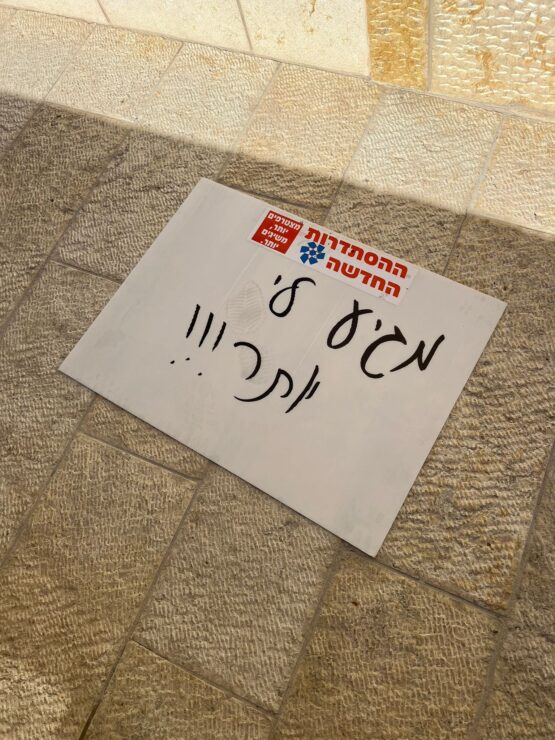 ההסתדרות
החדשה
מצטרפים
יותר,
משיגים
יותר.
מגיע לי
יותר!!!